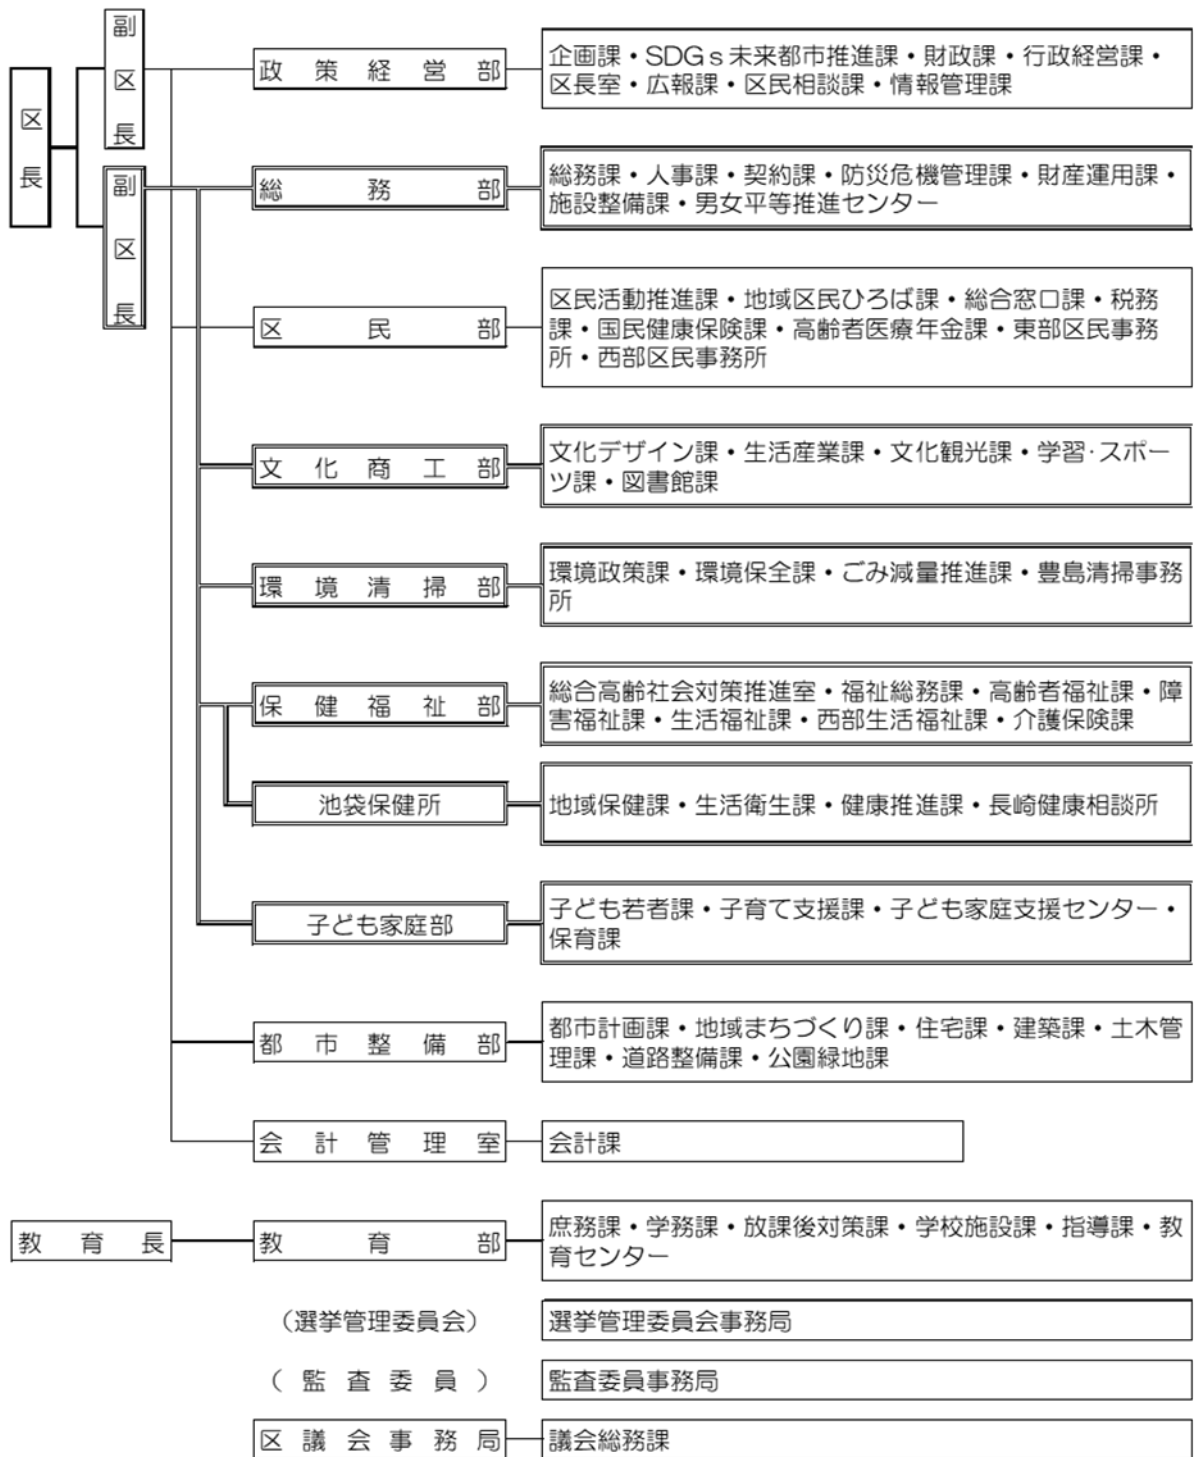 区長
副区長
副区長
政策経営部
企画課・SDGs未来都市推進課・財政課・行政経営課・
区長室・広報課・区民相談課・情報管理課
総務部
総務課・人事課・契約課・防災危機管理課・財産運用課・
施設整備課・男女平等推進センター
区民部
区民活動推進課・地域区民ひろば課・総合窓口課・税務
課・国民健康保険課・高齢者医療年金課・東部区民事務
所・西部区民事務所
文化商工部
文化デザイン課・生活産業課・文化観光課・学習・スポー
ツ課・図書館課
環境清掃部
環境政策課・環境保全課・ごみ減量推進課・豊島清掃事務
所
保健福祉部
総合高齢社会対策推進室・福祉総務課・高齢者福祉課・障
害福祉課・生活福祉課・西部生活福祉課・介護保険課
池袋保健所
地域保健課・生活衛生課・健康推進課・長崎健康相談所
子ども家庭部
子ども若者課・子育て支援課・子ども家庭支援センター・
保育課
都市整備部
都市計画課・地域まちづくり課・住宅課・建築課・土木管
理課・道路整備課・公園緑地課
会計管理室
会計課
教育長
教育部
庶務課・学務課・放課後対策課・学校施設課・指導課・教
育センター
（選挙管理委員会）
選挙管理委員会事務局
（監査委員）
監査委員事務局
区議会事務局
議会総務課